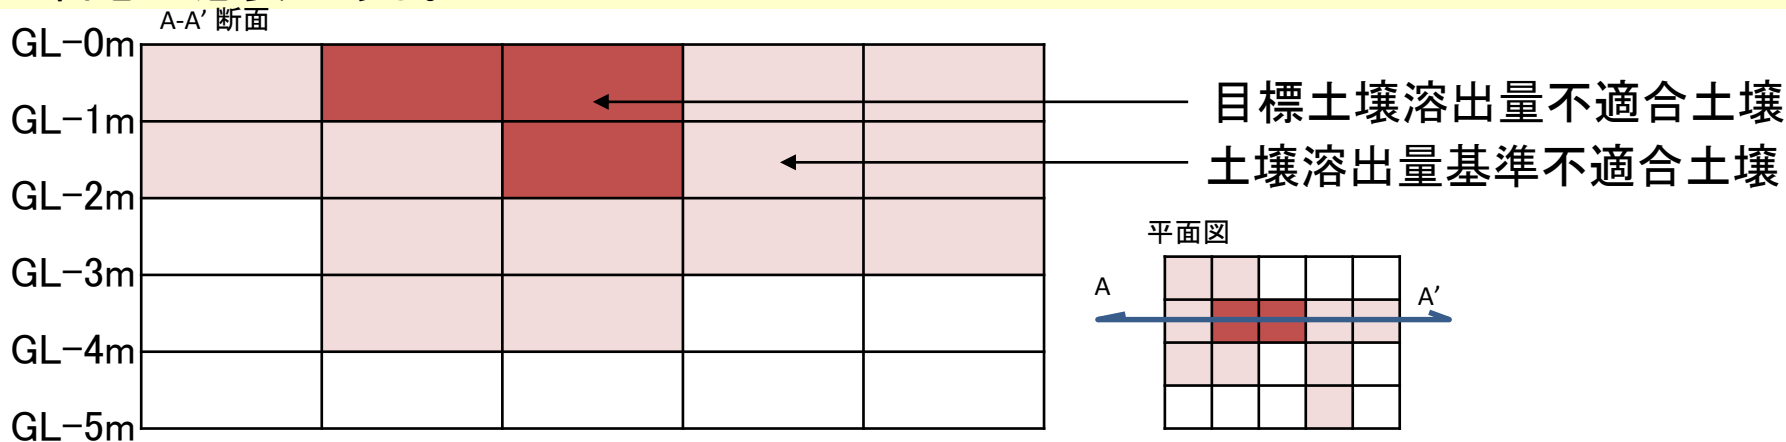 A-A’ 断面
GL-0m
GL-1m
GL-2m
GL-3m
GL-4m
GL-5m
目標土壌溶出量不適合土壌
土壌溶出量基準不適合土壌
平面図
A
A’